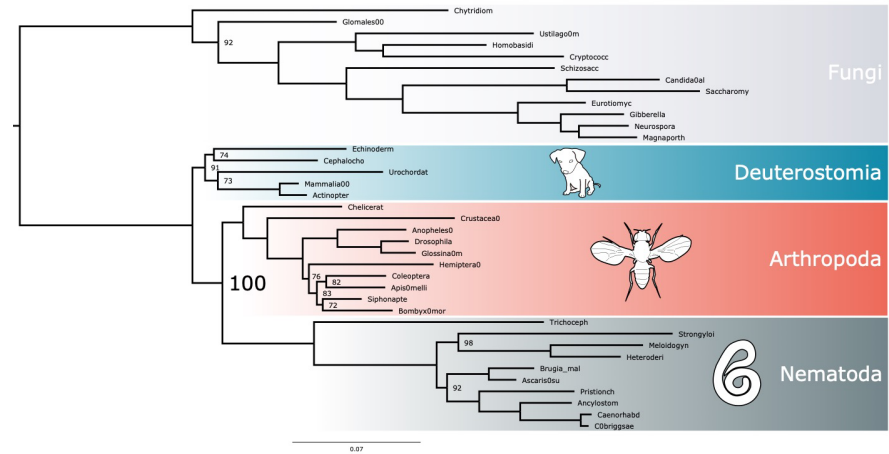 Chytridiom
Glomales00
92
Ustilago0m
Homobasidi
Cryptococc
Schizosacc
Candida0al
Saccharomy
Fungi
Eurotiomyc
Gibberella
Neurospora
Magnaporth
Echinoderm
74
Cephalocho
91
Urochordat
73
Mammalia00
Actinopter
Deuterostomia
Chelicerat
Crustacea0
Anopheles0
Drosophila
Glossina0m
Arthropoda
Hemiptera0
100
76
Coleoptera
82
Apis0melli
83
Siphonapte
72
Bombyx0mor
Trichoceph
Strongyloi
98
Meloidogyn
Heteroderi
Brugia_mal
Nematoda
Ascaris0su
92
Pristionch
Ancylostom
Caenorhabd
C0briggsae
0.07